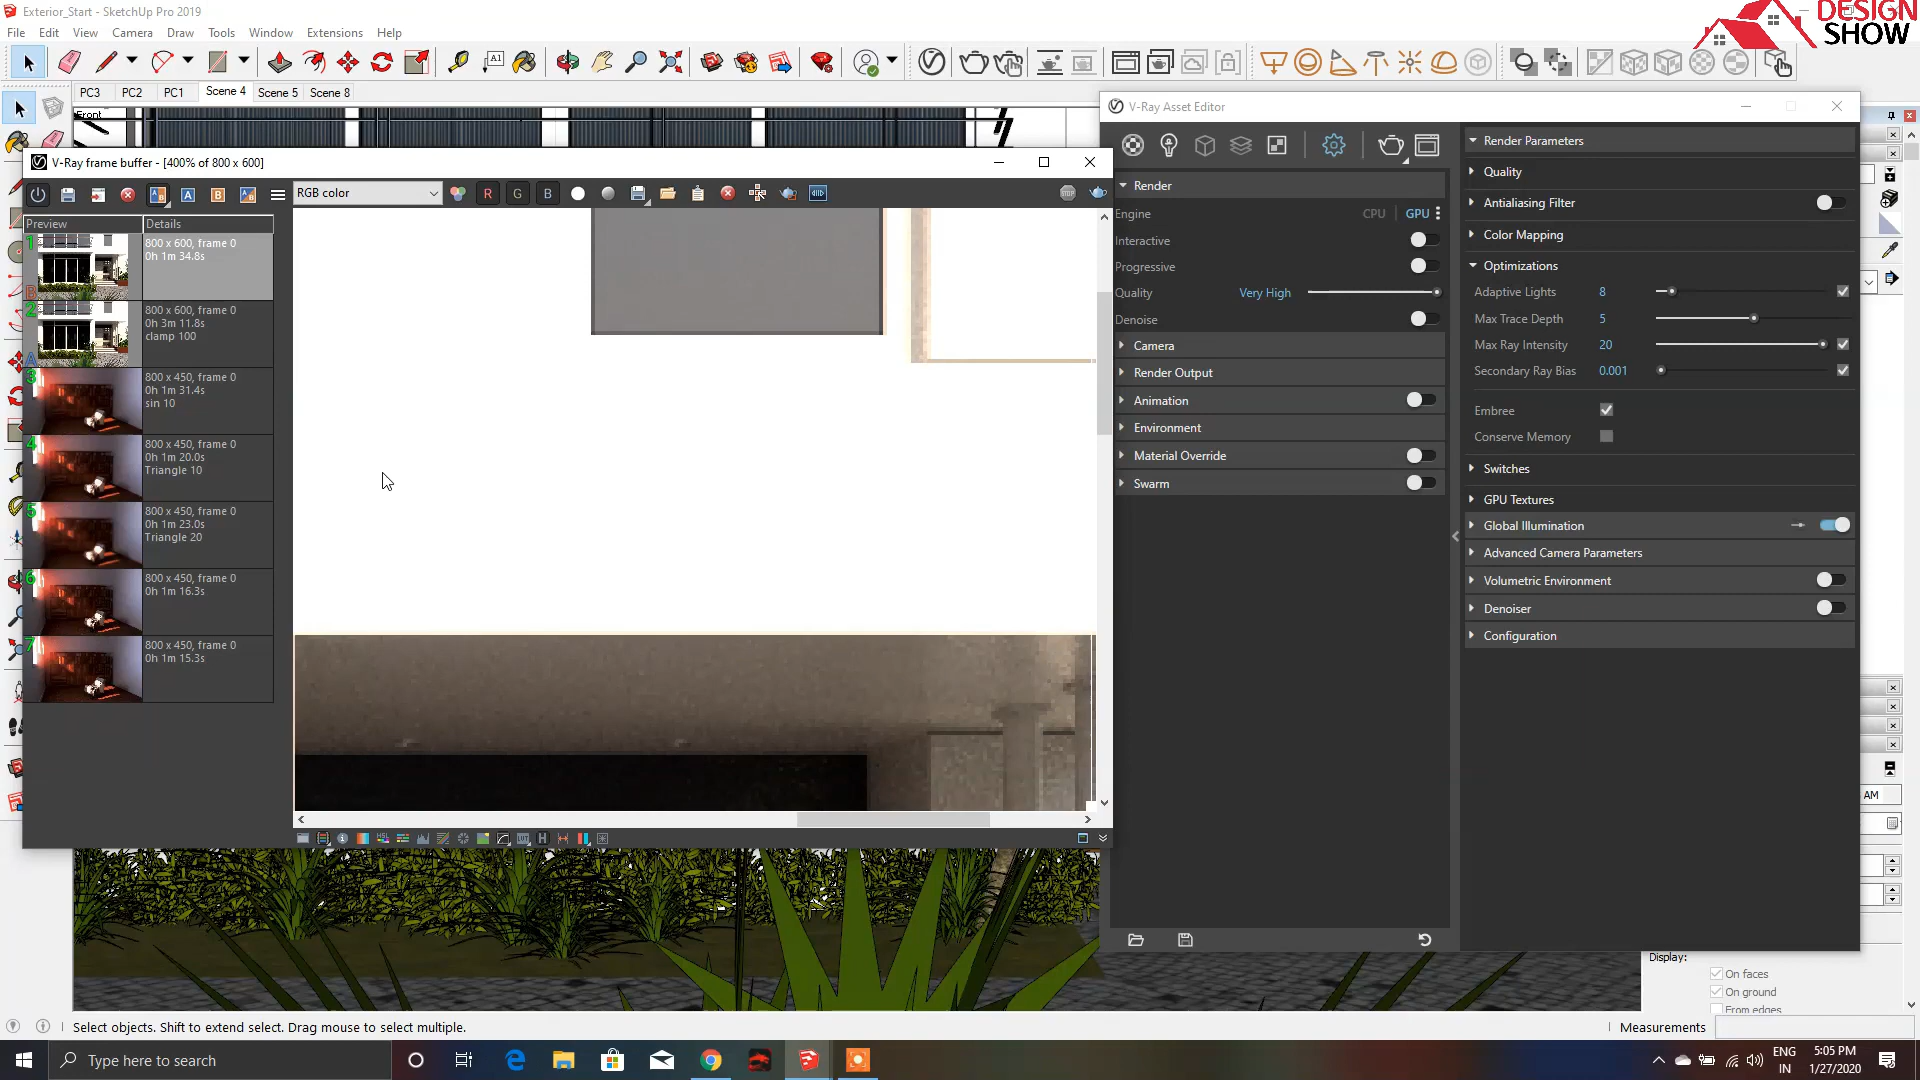 Exterior_Start - SketchUp Pro 2019
DESIGN
SHOW
File Edit View Camera Draw Tools Window Extensions Help
PC3 PC2 PC1 Scene 4 Scene 5 Scene 8
Front
V-Ray Asset Editor
V-Ray frame buffer - [400% of 800 x 600]
RGB color
R G B
Preview Details
1
800 x 600, frame 0
0h 1m 34.8s
B
2
800 x 600, frame 0
0h 3m 11.8s
clamp 100
A
3
800 x 450, frame 0
0h 1m 31.4s
sin 10
4
800 x 450, frame 0
0h 1m 20.0s
Triangle 10
5
800 x 450, frame 0
0h 1m 23.0s
Triangle 20
6
800 x 450, frame 0
0h 1m 16.3s
7
800 x 450, frame 0
0h 1m 15.3s
Render
Engine CPU GPU
Interactive
Progressive
Quality Very High
Denoise
Camera
Render Output
Animation
Environment
Material Override
Swarm
Render Parameters
Quality
Antialiasing Filter
Color Mapping
Optimizations
Adaptive Lights 8
Max Trace Depth 5
Max Ray Intensity 20
Secondary Ray Bias 0.001
Embree
Conserve Memory
Switches
GPU Textures
Global Illumination
Advanced Camera Parameters
Volumetric Environment
Denoiser
Configuration
AM
Display:
On faces
On ground
From edges
Select objects. Shift to extend select. Drag mouse to select multiple.
Measurements
Type here to search
ENG
IN
5:05 PM
1/27/2020